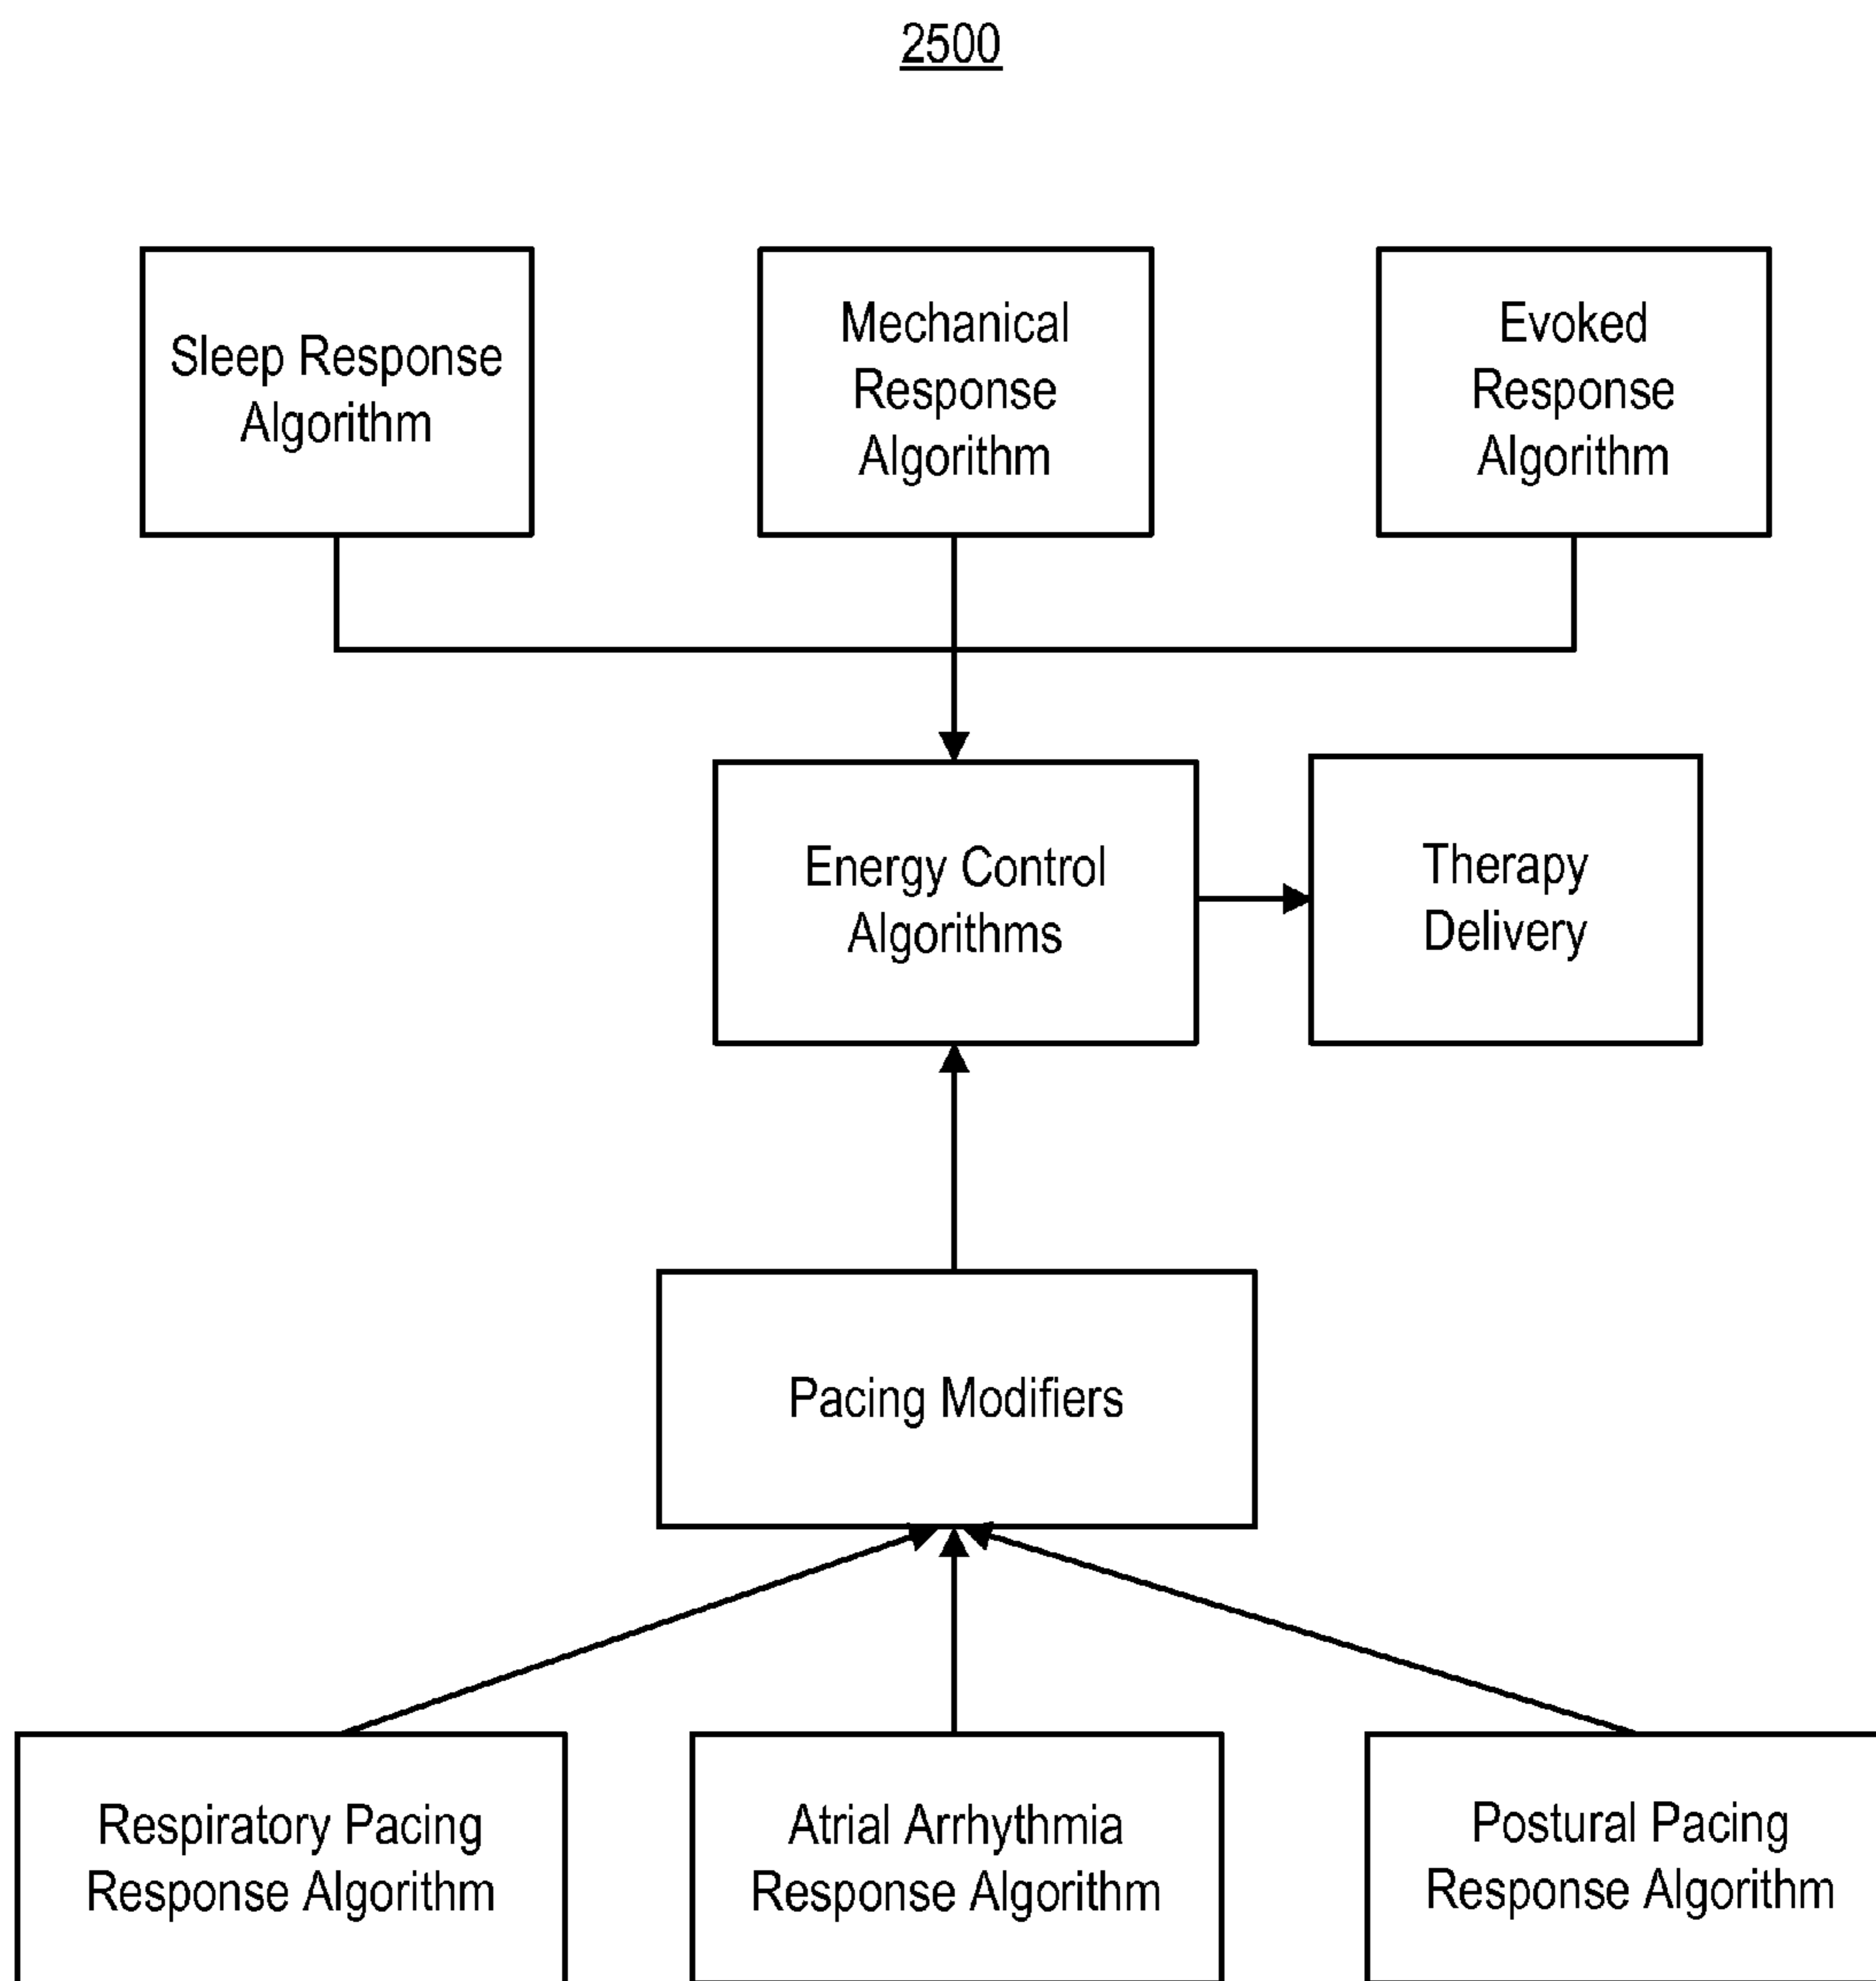 2500
Sleep Response
Algorithm
Mechanical
Response
Algorithm
Evoked
Response
Algorithm
Energy Control
Algorithms
Therapy
Delivery
Pacing Modifiers
Respiratory Pacing
Response Algorithm
Atrial Arrhythmia
Response Algorithm
Postural Pacing
Response Algorithm